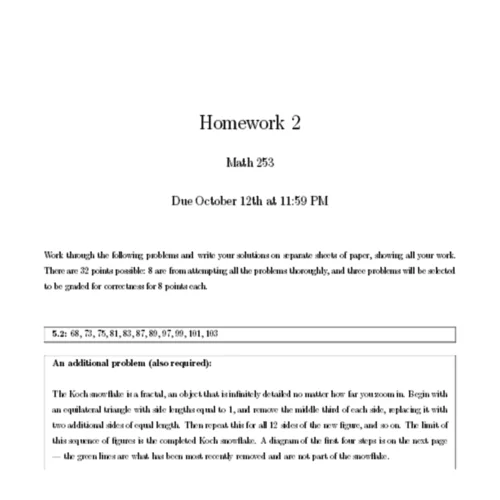 Homework 2
Math 253
Due October 12th at 11:59 PM
Work through the following problems and write your solutions on separate sheets of paper, showing all your work.
There are 32 points possible: 8 are from attempting all the problems thoroughly, and three problems will be selected
to be graded for correctness for 8 points each.
5.2: 68, 73, 75, 81, 83, 87, 89, 97, 99, 101, 103
An additional problem (also required):
The Koch snowflake is a fractal, an object that is infinitely detailed no matter how far you zoom in. Begin with
an equilateral triangle with side lengths equal to 1, and remove the middle third of each side, replacing it with
two additional sides of equal length. Then repeat this for all 12 sides of the new figure, and so on. The limit of
this sequence of figures is the completed Koch snowflake. A diagram of the first four steps is on the next page
— the green lines are what has been most recently removed and are not part of the snowflake.